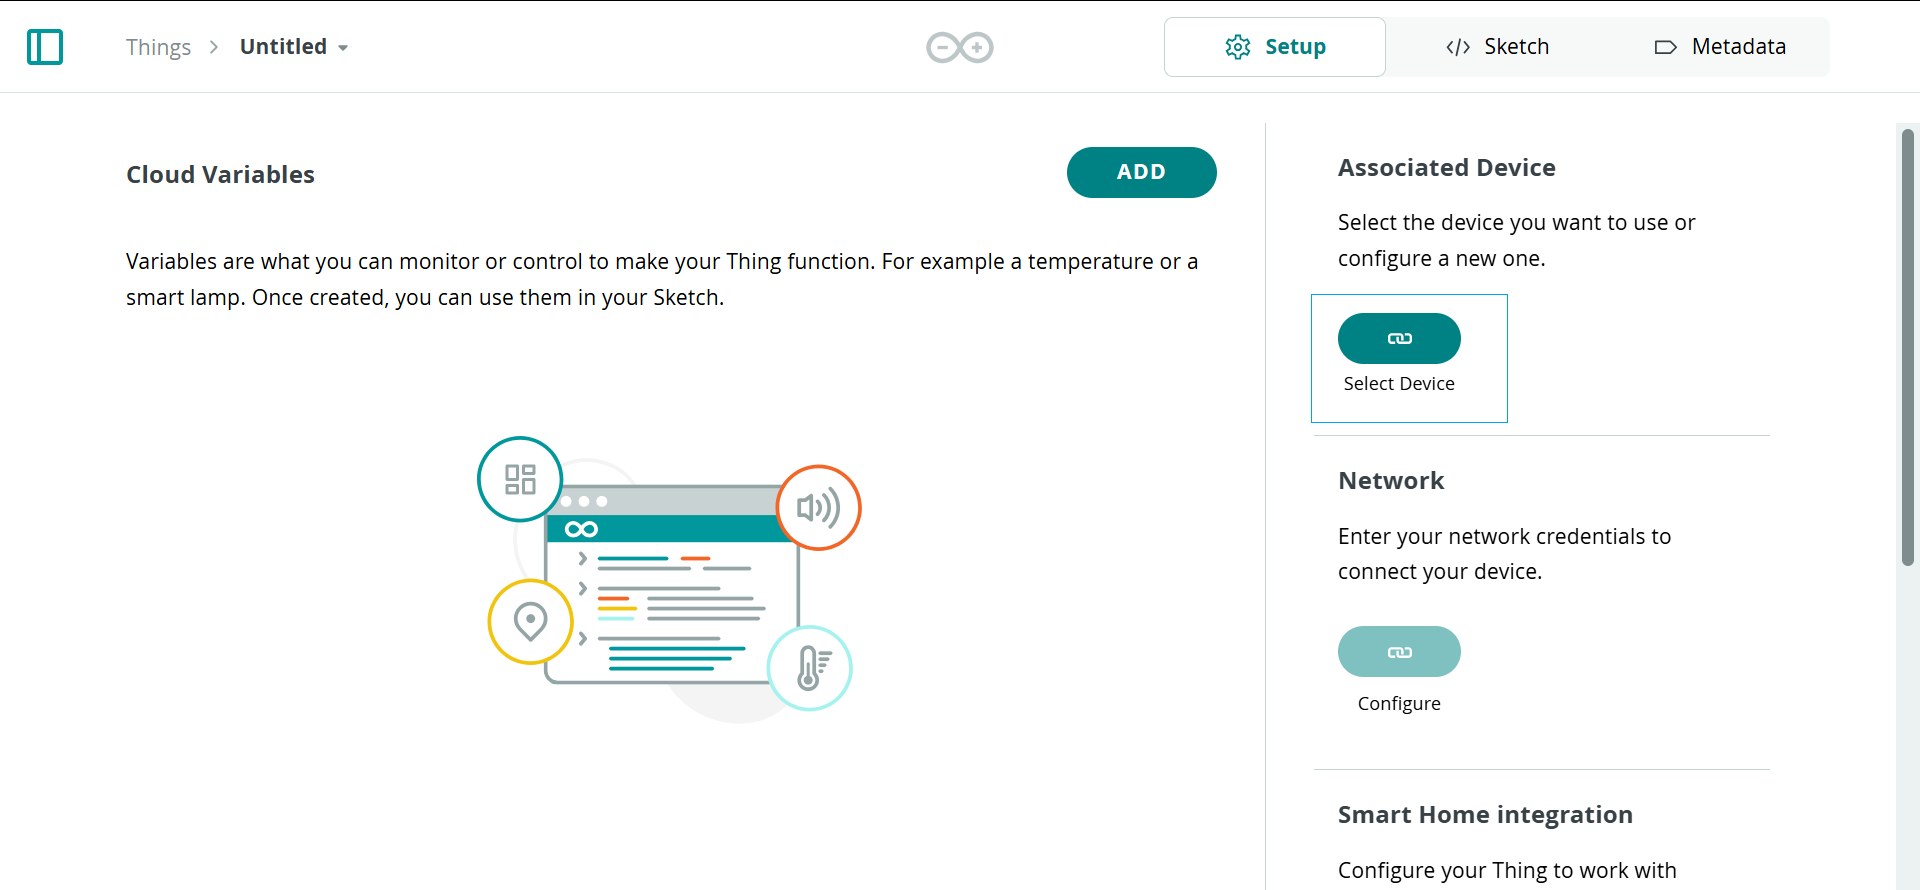 Things > Untitled
Setup
Sketch
Metadata
Cloud Variables
ADD
Variables are what you can monitor or control to make your Thing function. For example a temperature or a
smart lamp. Once created, you can use them in your Sketch.
Associated Device
Select the device you want to use or
configure a new one.
Select Device
Network
Enter your network credentials to
connect your device.
Configure
Smart Home integration
Configure your Thing to work with